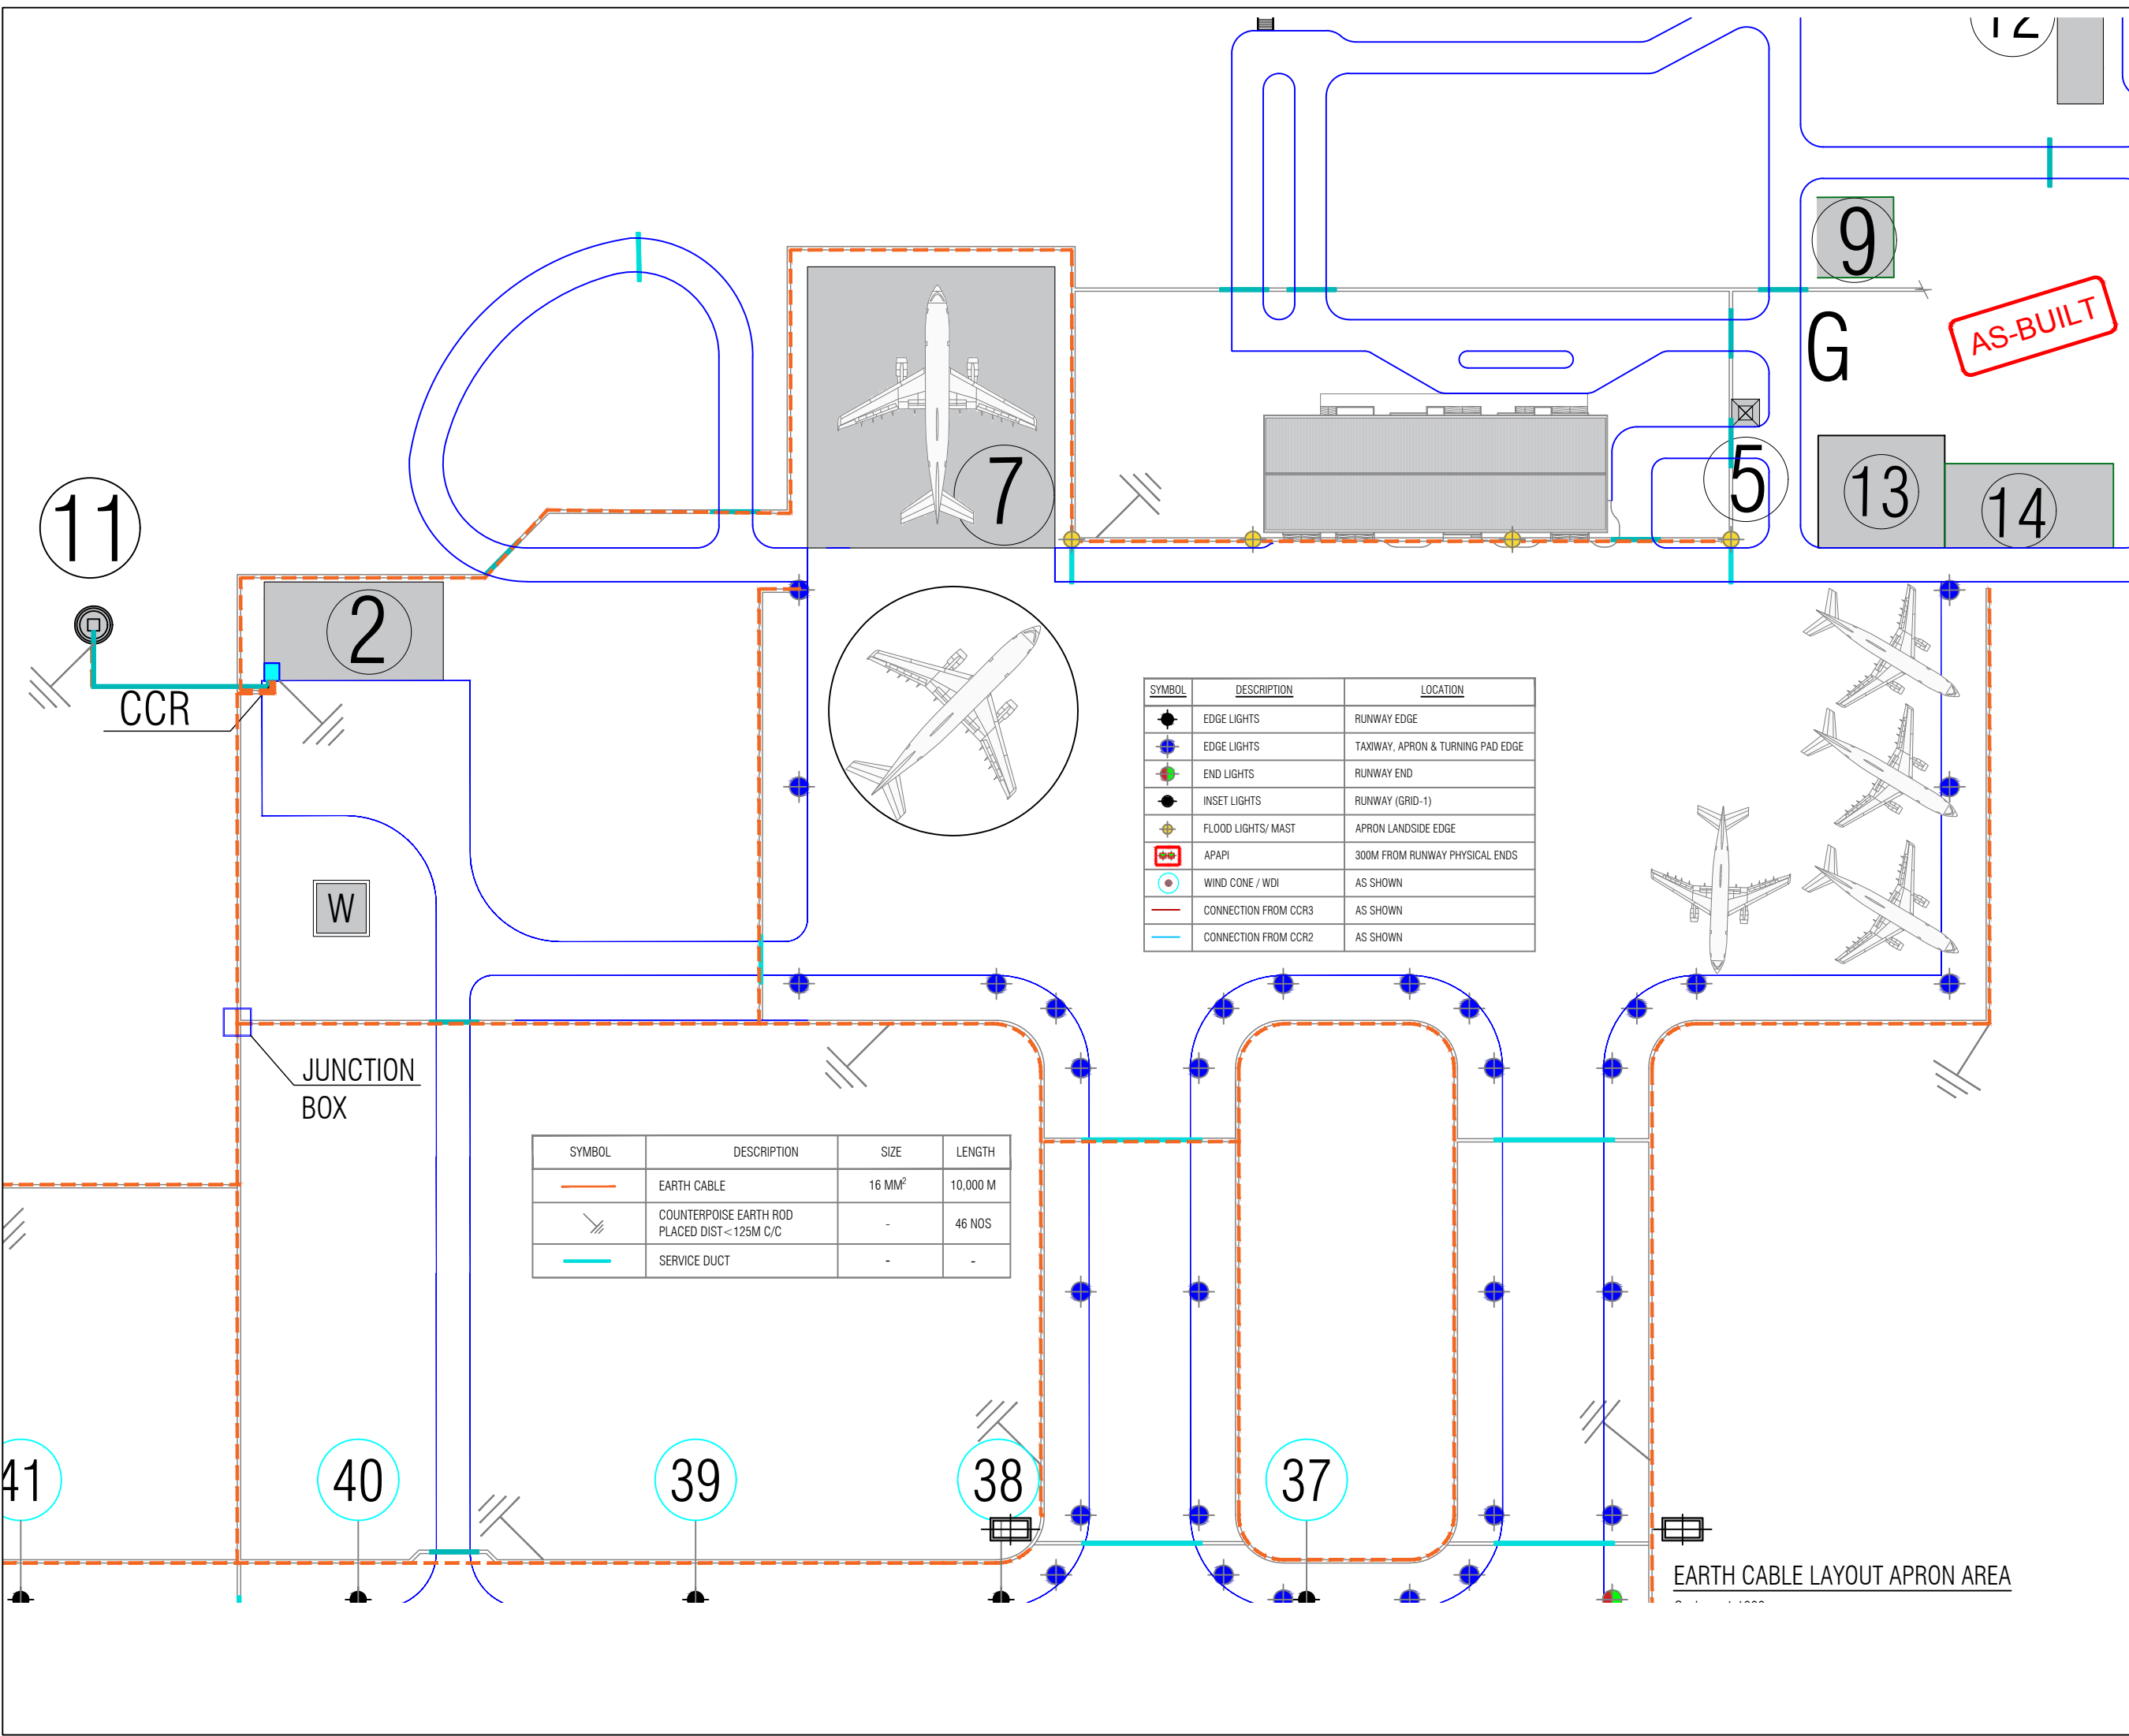 12
9
G
AS-BUILT
7
5
13
14
11
2
CCR
SYMBOL DESCRIPTION LOCATION
EDGE LIGHTS RUNWAY EDGE
EDGE LIGHTS TAXIWAY, APRON & TURNING PAD EDGE
END LIGHTS RUNWAY END
INSET LIGHTS RUNWAY (GRID-1)
FLOOD LIGHTS/ MAST APRON LANDSIDE EDGE
APAPI 300M FROM RUNWAY PHYSICAL ENDS
WIND CONE / WDI AS SHOWN
CONNECTION FROM CCR3 AS SHOWN
CONNECTION FROM CCR2 AS SHOWN
W
JUNCTION
BOX
SYMBOL DESCRIPTION SIZE LENGTH
EARTH CABLE 16 MM² 10,000 M
COUNTERPOISE EARTH ROD
PLACED DIST<125M C/C - 46 NOS
SERVICE DUCT - -
41
40
39
38
37
EARTH CABLE LAYOUT APRON AREA